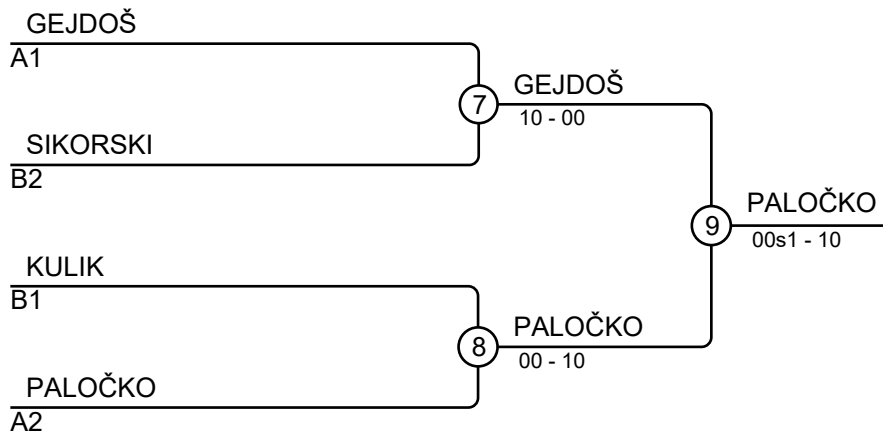 GEJDOŠ
A1
7
GEJDOŠ
10 - 00
SIKORSKI
B2
9
PALOČKO
00s1 - 10
KULIK
B1
8
PALOČKO
00 - 10
PALOČKO
A2